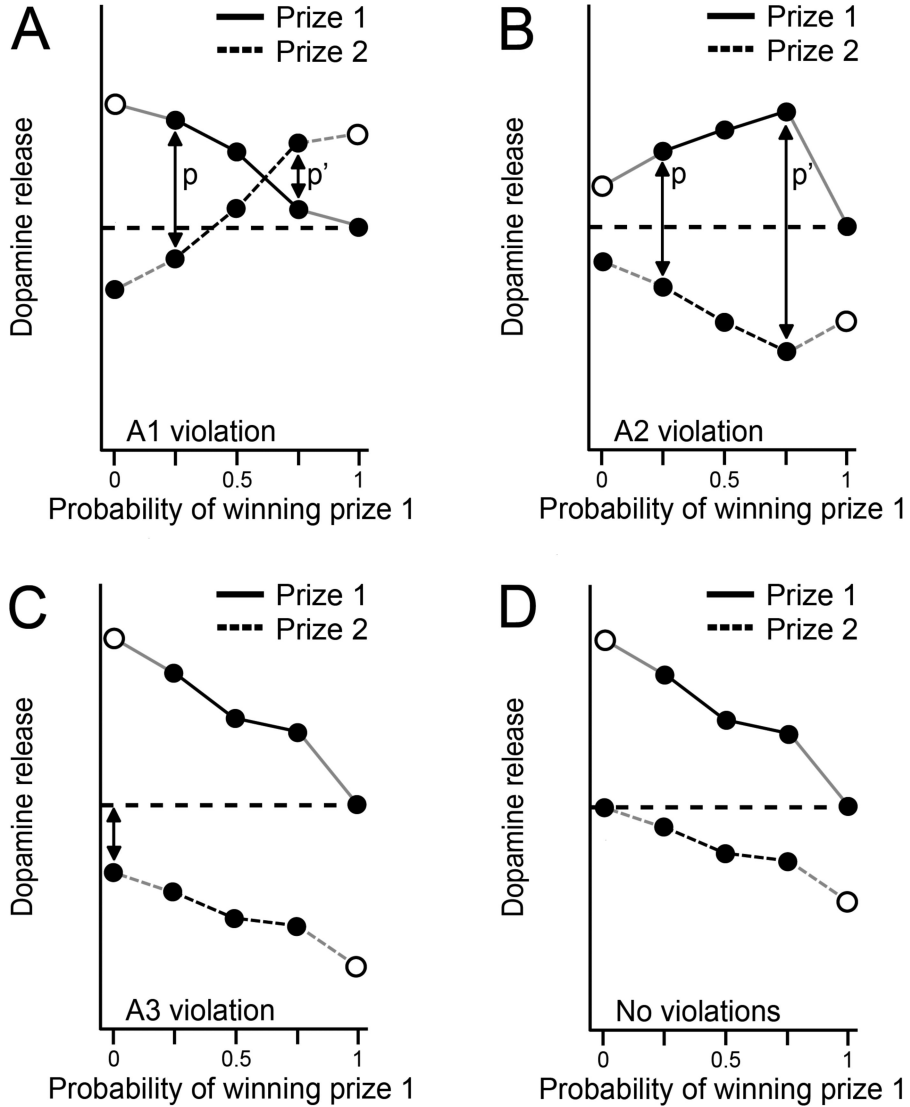 A
Prize 1
Prize 2
Dopamine release
p
p'
A1 violation
0
0.5
1
Probability of winning prize 1
B
Prize 1
Prize 2
Dopamine release
p
p'
A2 violation
0
0.5
1
Probability of winning prize 1
C
Prize 1
Prize 2
Dopamine release
A3 violation
0
0.5
1
Probability of winning prize 1
D
Prize 1
Prize 2
Dopamine release
No violations
0
0.5
1
Probability of winning prize 1